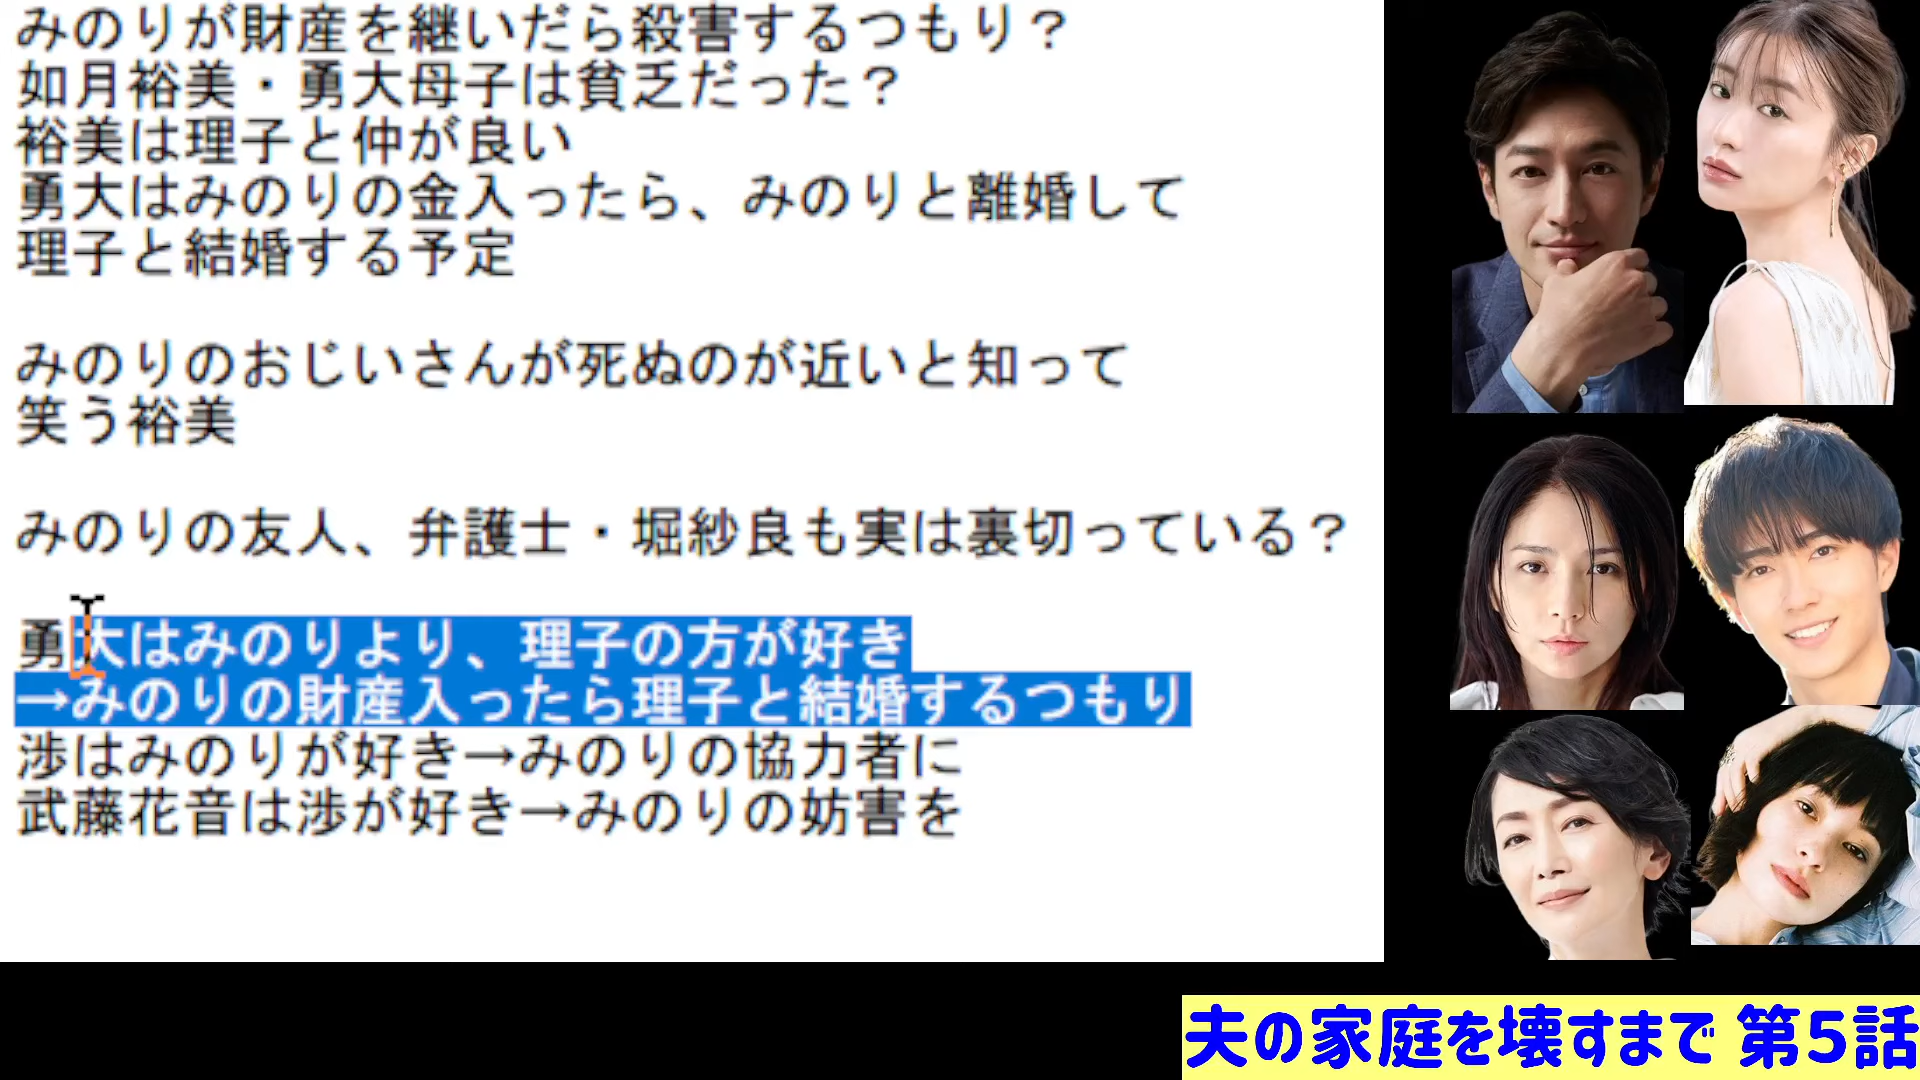 みのりが財産を継いだら殺害するつもり？
如月裕美・勇大母子は貧乏だった？
裕美は理子と仲が良い
勇大はみのりの金入ったら、みのりと離婚して
理子と結婚する予定
みのりのおじいさんが死ぬのが近いと知って
笑う裕美
みのりの友人、弁護士・堀紗良も実は裏切っている？
勇大はみのりより、理子の方が好き
→みのりの財産入ったら理子と結婚するつもり
渉はみのりが好き→みのりの協力者に
武藤花音は渉が好き→みのりの妨害を
夫の家庭を壊すまで 第5話